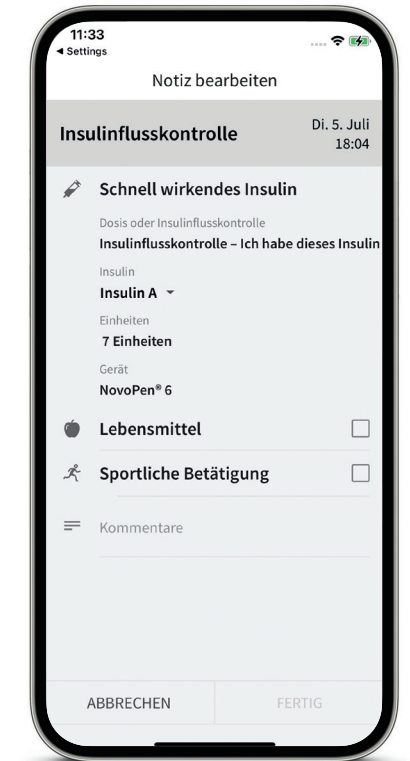 11:33
◀ Settings
Notiz bearbeiten
Insulinflusskontrolle
Di. 5. Juli
18:04
Schnell wirkendes Insulin
Dosis oder Insulinflusskontrolle
Insulinflusskontrolle – Ich habe dieses Insulin
Insulin
Insulin A
Einheiten
7 Einheiten
Gerät
NovoPen® 6
Lebensmittel
Sportliche Betätigung
Kommentare
ABBRECHEN
FERTIG